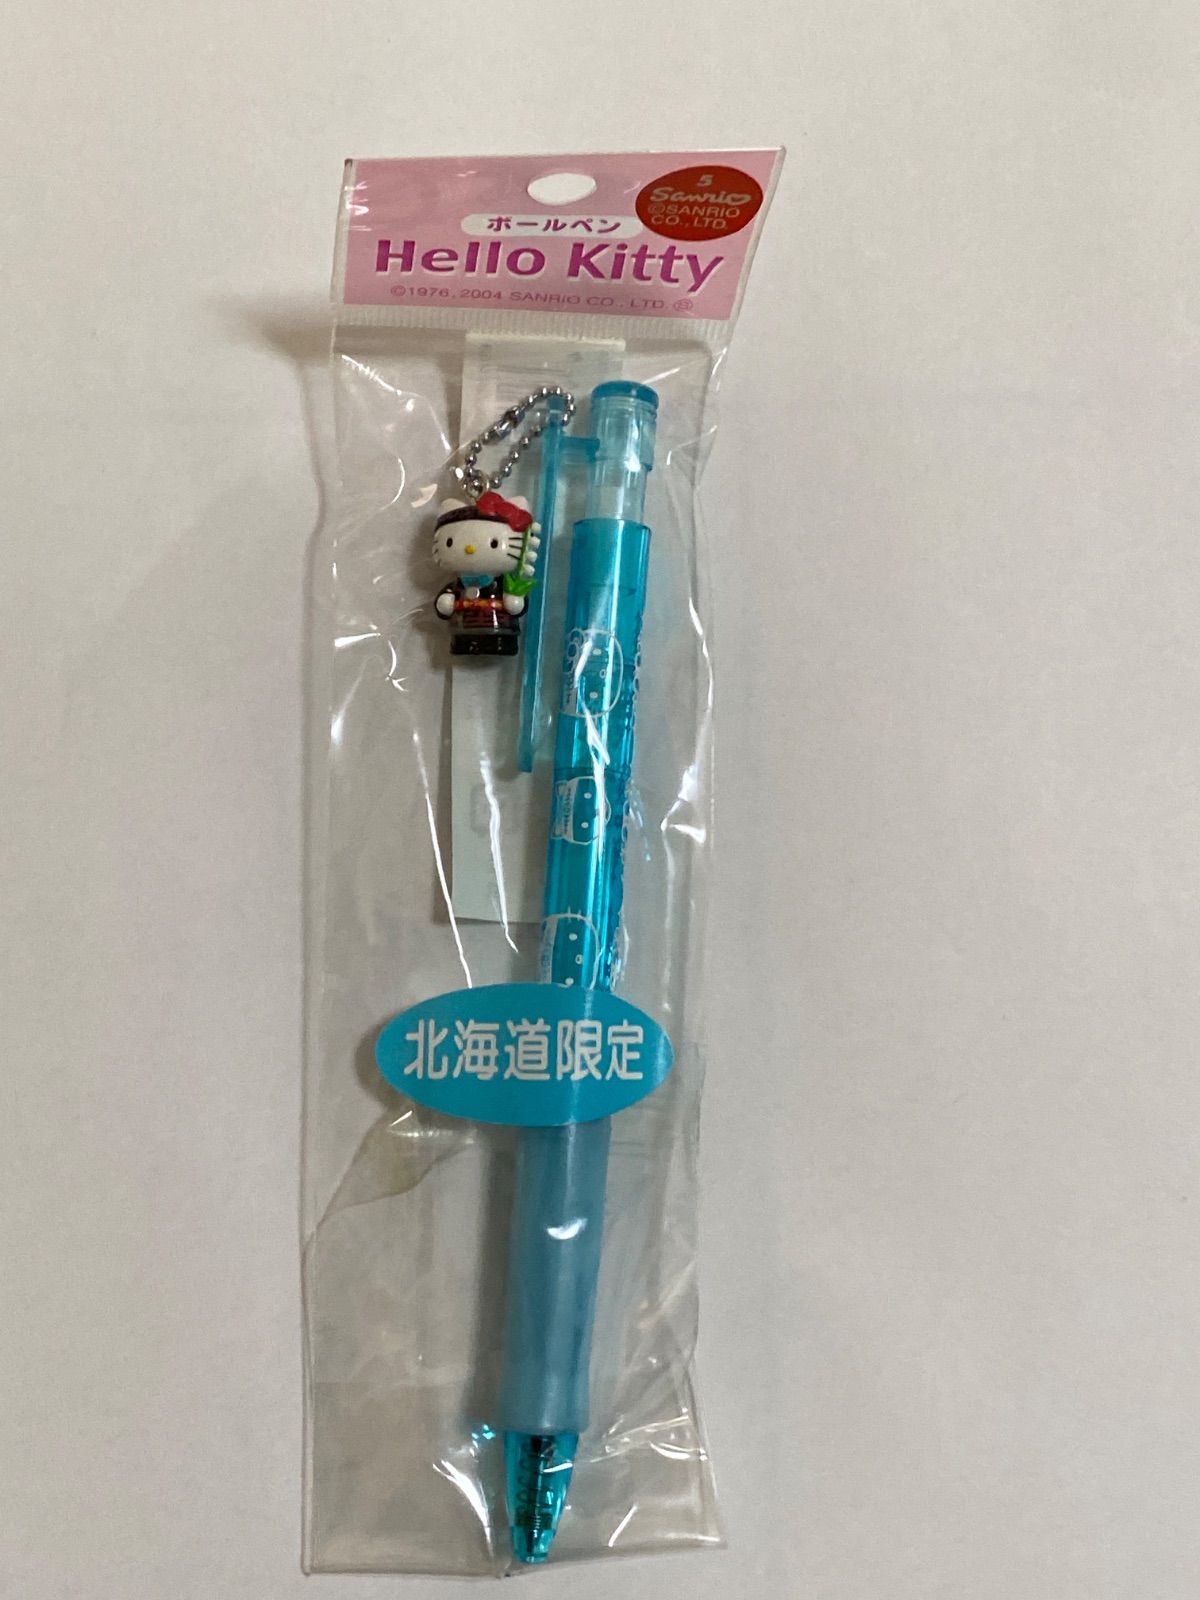 5
Sanrio
©SANRIO
CO., LTD.
ボールペン
Hello Kitty
©1976, 2004 SANRIO CO., LTD. Ⓢ
北海道限定